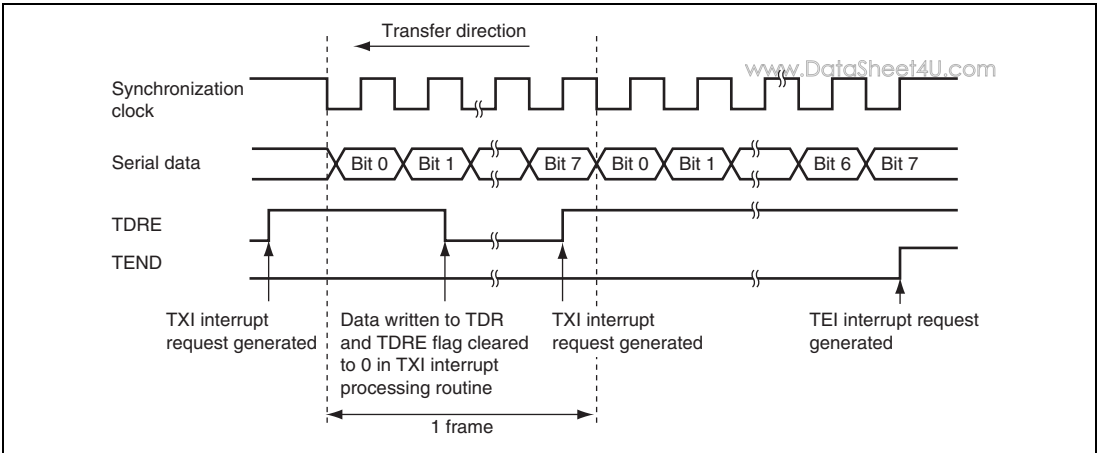 Transfer direction
www.DataSheet4U.com
Synchronization
clock
Serial data
Bit 0
Bit 1
Bit 7
Bit 0
Bit 1
Bit 6
Bit 7
TDRE
TEND
TXI interrupt
request generated
Data written to TDR
and TDRE flag cleared
to 0 in TXI interrupt
processing routine
TXI interrupt
request generated
TEI interrupt request
generated
1 frame